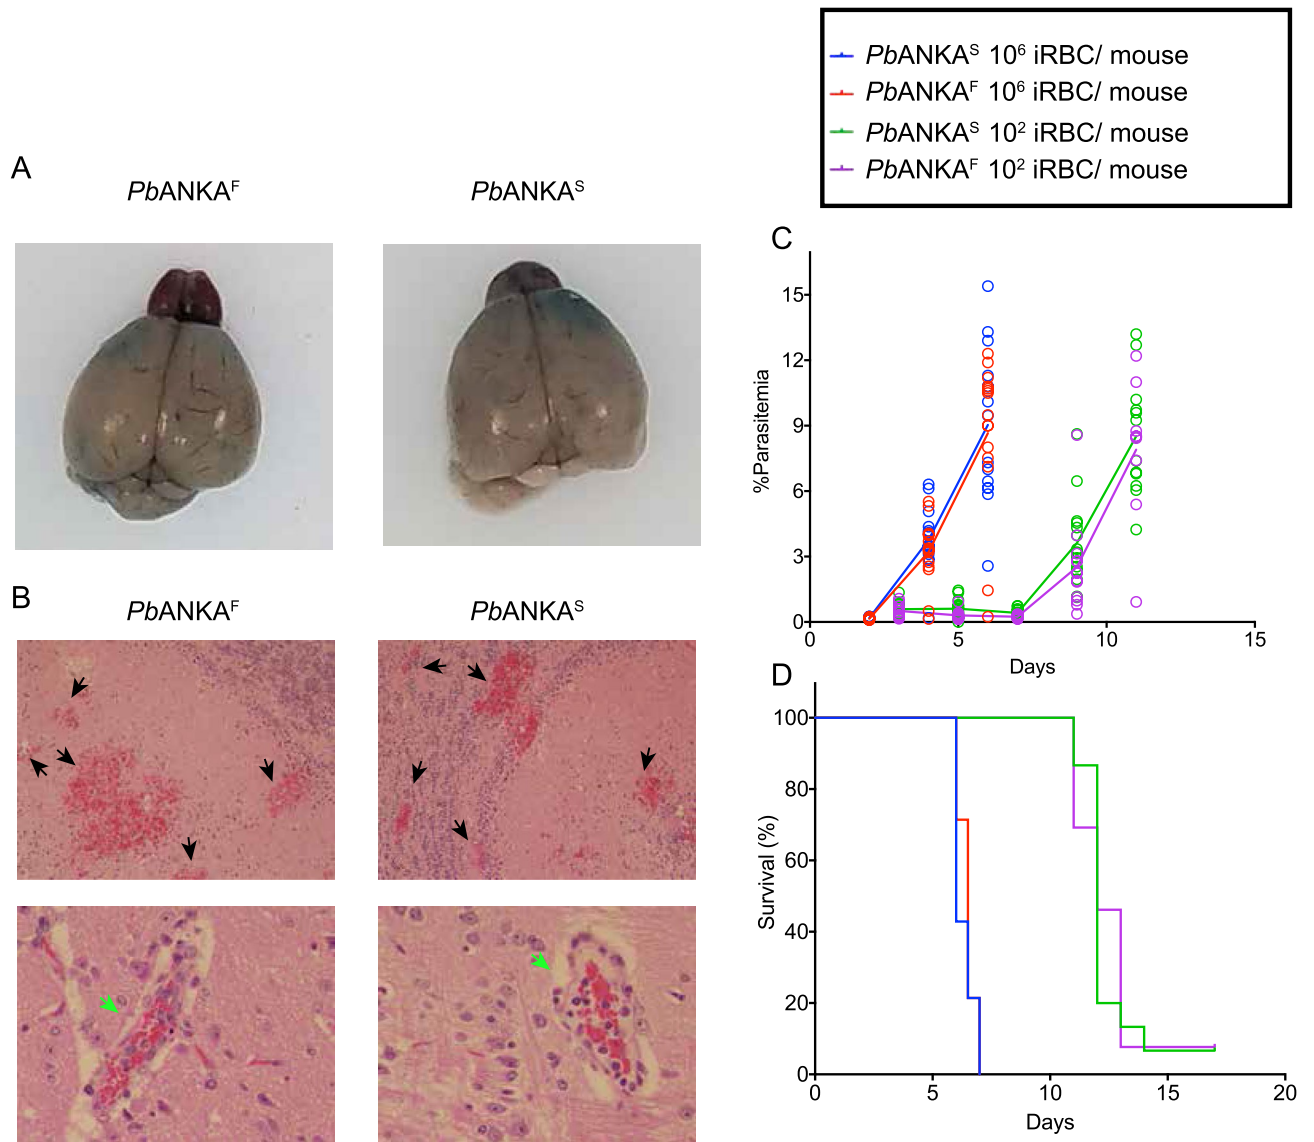 PbANKAS 10⁶ iRBC/ mouse
PbANKAF 10⁶ iRBC/ mouse
PbANKAS 10² iRBC/ mouse
PbANKAF 10² iRBC/ mouse
A
PbANKAF
PbANKAS
B
PbANKAF
PbANKAS
C
%Parasitemia
15
12
9
6
3
0
0 5 10 15
Days
D
Survival (%)
100
80
60
40
20
0
0 5 10 15 20
Days